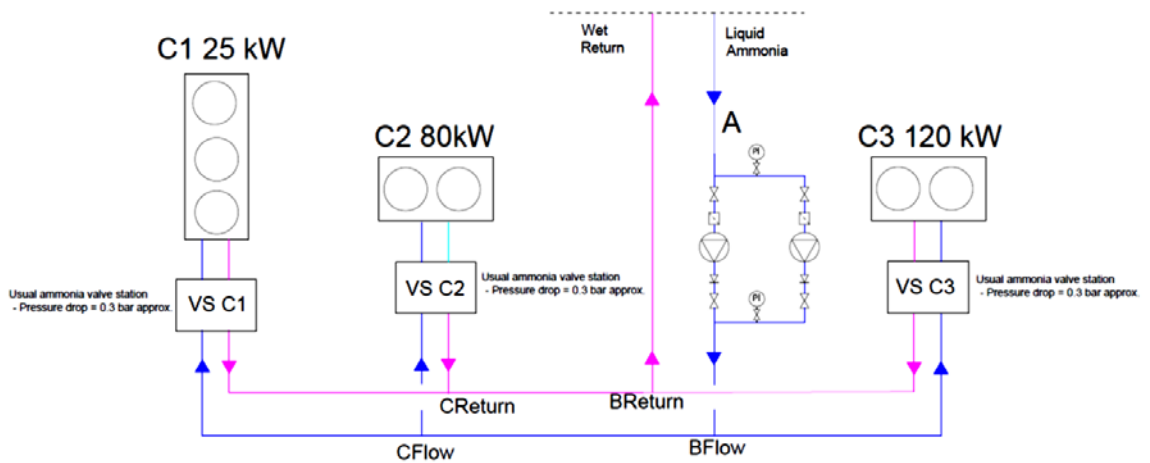 Wet
Return
Liquid
Ammonia
C1 25 kW
A
C2 80kW
C3 120 kW
PI
Usual ammonia valve station
- Pressure drop = 0.3 bar approx.
VS C1
VS C2
Usual ammonia valve station
- Pressure drop = 0.3 bar approx.
VS C3
Usual ammonia valve station
- Pressure drop = 0.3 bar approx.
PI
CReturn
BReturn
CFlow
BFlow